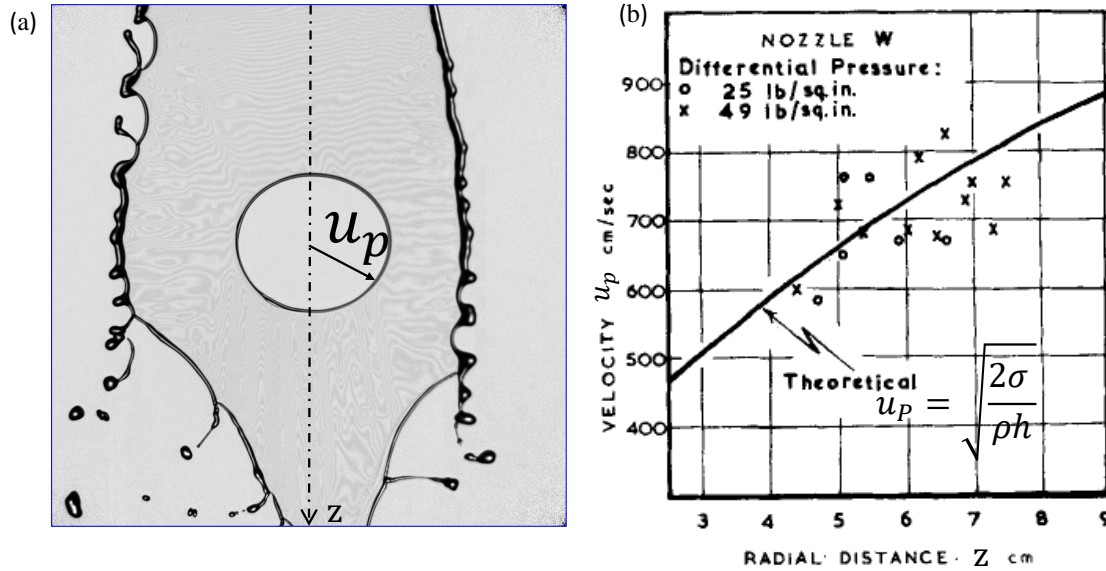 (a)
u_p
z
(b)
NOZZLE W
Differential Pressure:
o 25 lb/sq.in.
x 49 lb/sq.in.
900
800
700
600
500
400
VELOCITY u_p cm/sec
Theoretical
u_P = √(2σ/ρh)
3 4 5 6 7 8 9
RADIAL DISTANCE · Z cm